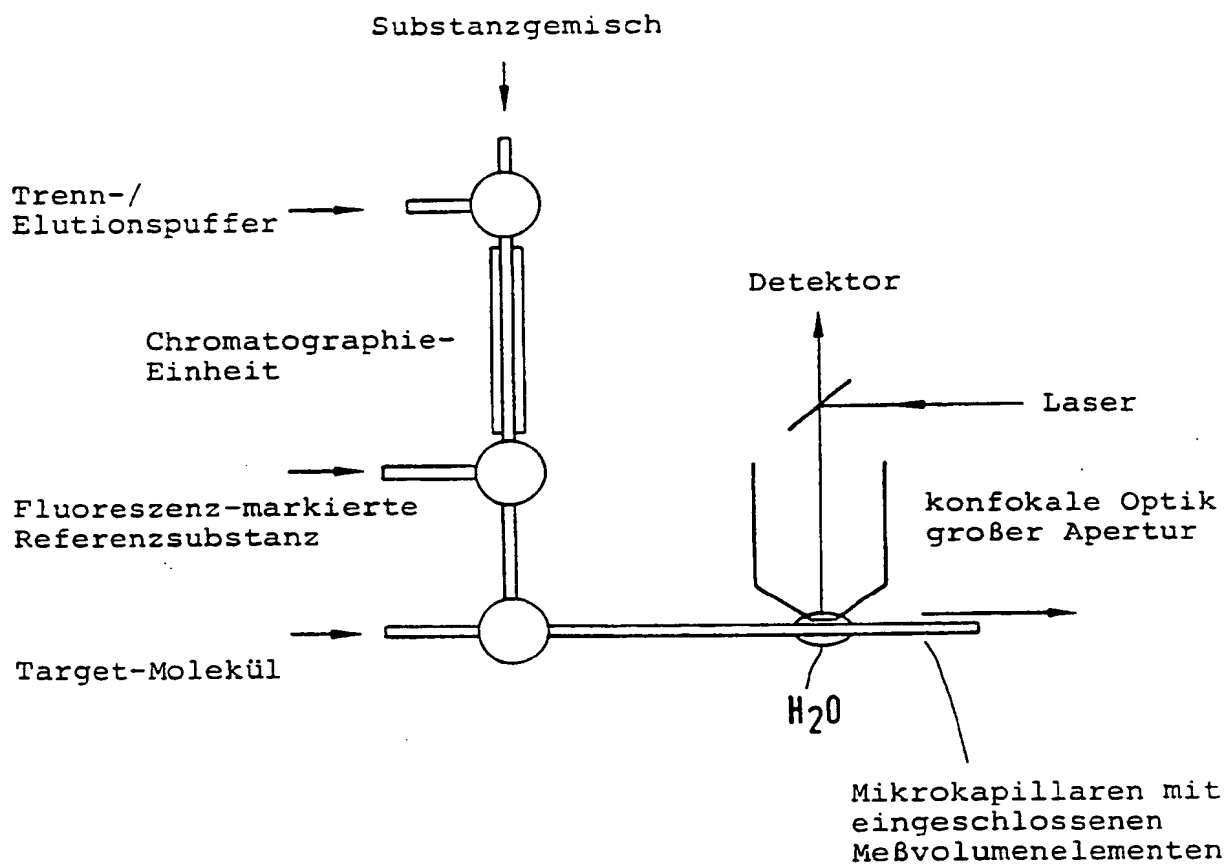 Substanzgemisch
Trenn-/
Elutionspuffer
Chromatographie-
Einheit
Detektor
Laser
Fluoreszenz-markierte
Referenzsubstanz
konfokale Optik
großer Apertur
Target-Molekül
H2O
Mikrokapillaren mit
eingeschlossenen
Meßvolumenelementen